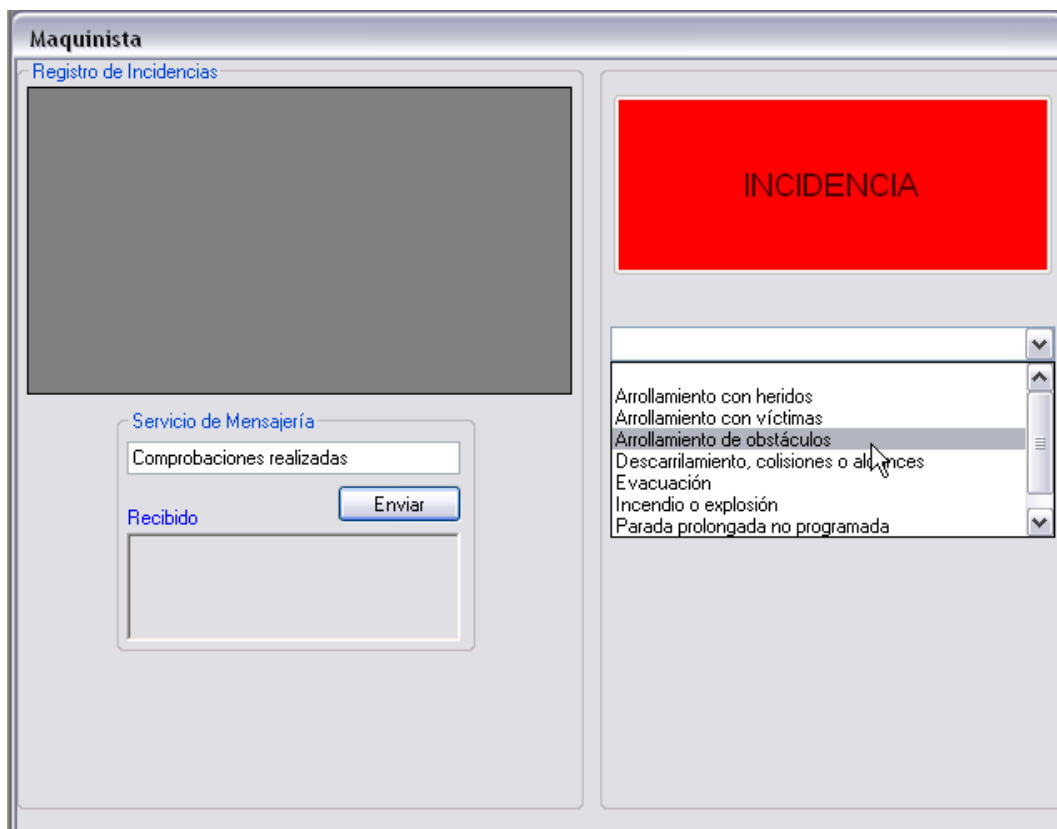 Maquinista
Registro de Incidencias
INCIDENCIA
Arrollamiento con heridos
Arrollamiento con víctimas
Arrollamiento de obstáculos
Descarrilamiento, colisiones o alcances
Evacuación
Incendio o explosión
Parada prolongada no programada
Servicio de Mensajería
Comprobaciones realizadas
Enviar
Recibido